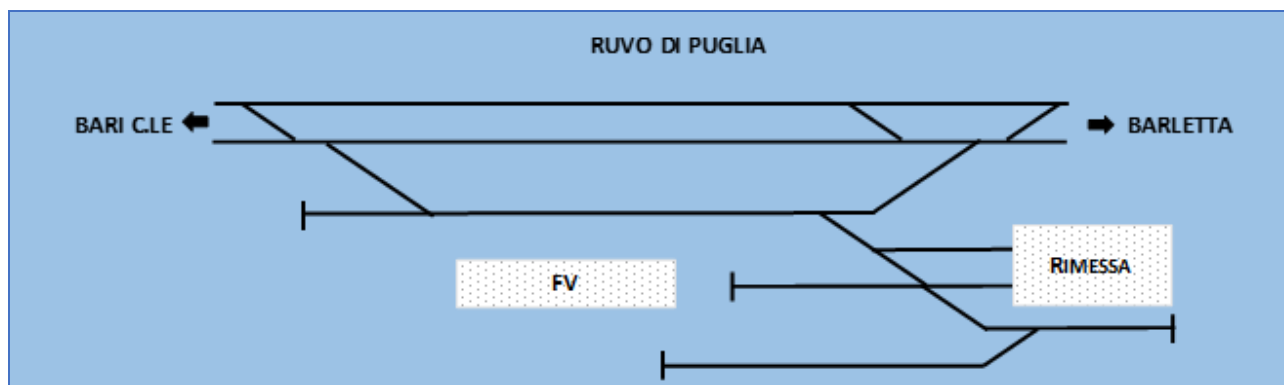 RUVO DI PUGLIA
BARI C.LE
BARLETTA
RIMESSA
FV